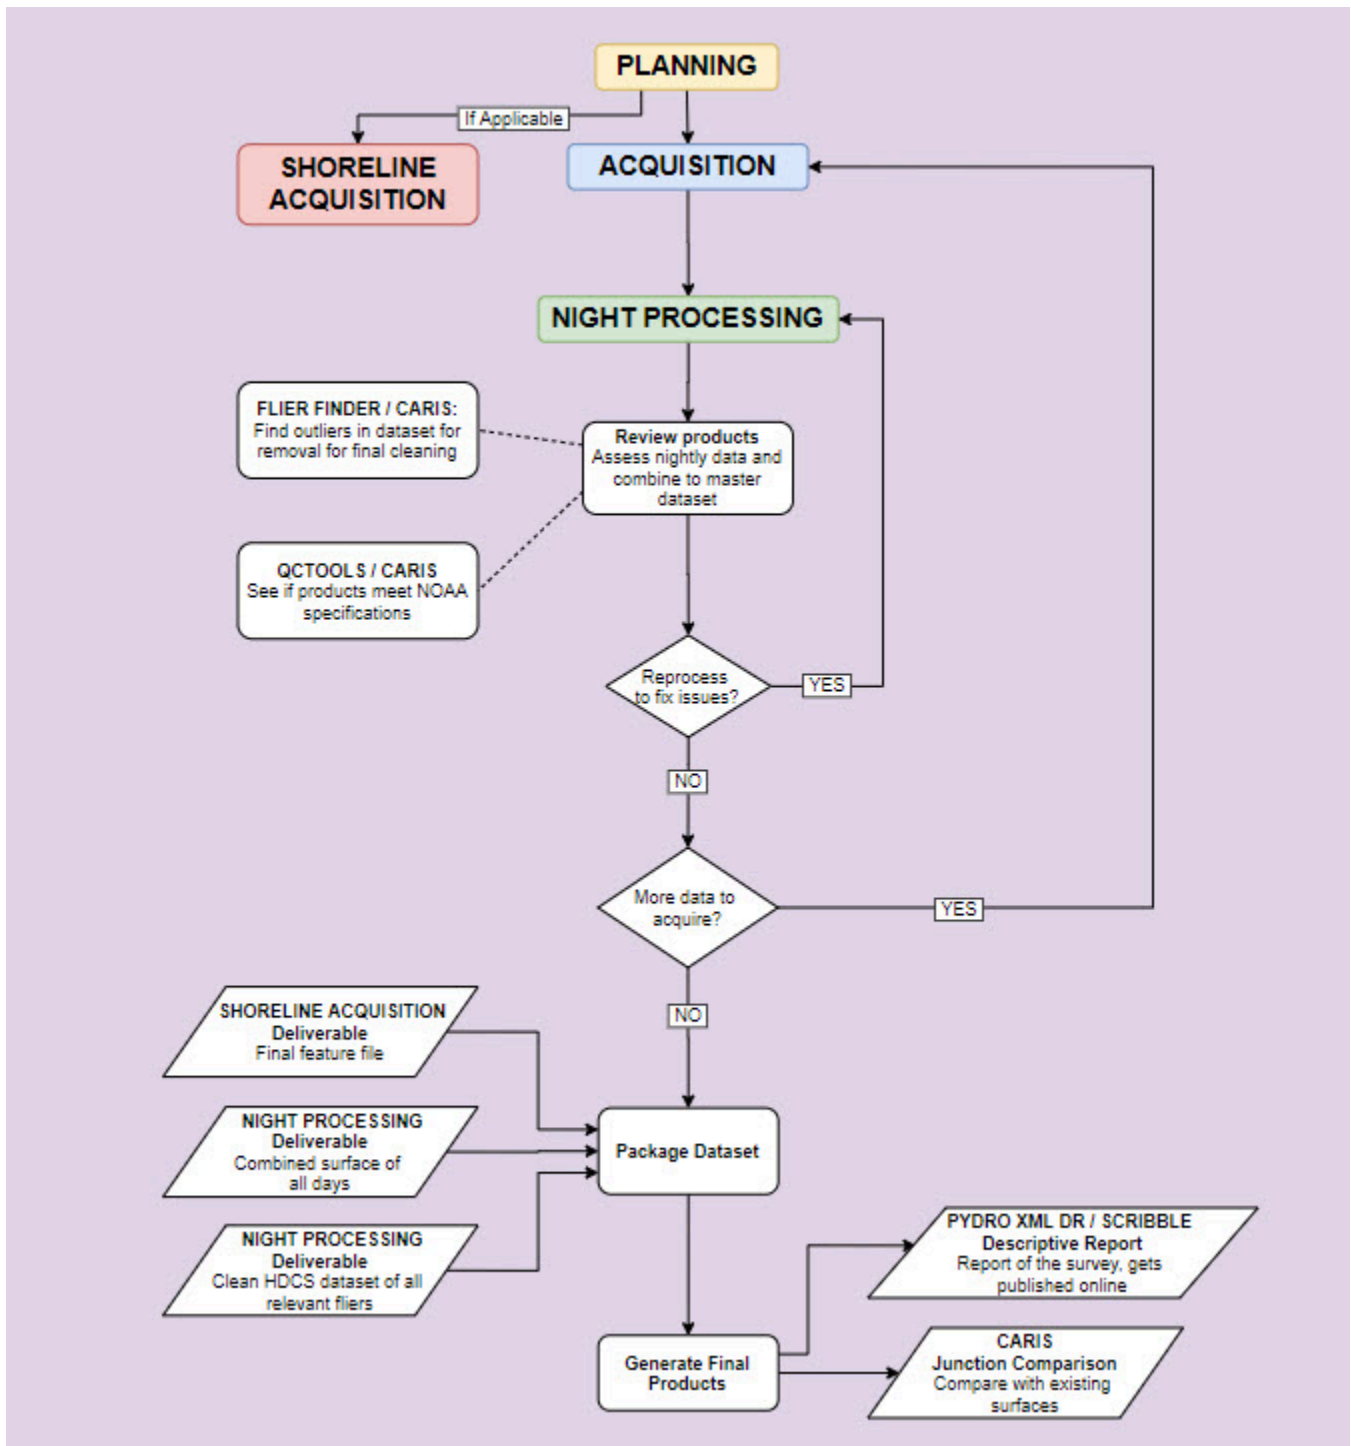 PLANNING
If Applicable
SHORELINE
ACQUISITION
ACQUISITION
NIGHT PROCESSING
FLIER FINDER / CARIS:
Find outliers in dataset for
removal for final cleaning
Review products
Assess nightly data and
combine to master
dataset
QCTOOLS / CARIS
See if products meet NOAA
specifications
Reprocess
to fix issues?
YES
NO
More data to
acquire?
YES
NO
SHORELINE ACQUISITION
Deliverable
Final feature file
NIGHT PROCESSING
Deliverable
Combined surface of
all days
Package Dataset
NIGHT PROCESSING
Deliverable
Clean HDCS dataset of all
relevant fliers
PYDRO XML DR / SCRIBBLE
Descriptive Report
Report of the survey, gets
published online
Generate Final
Products
CARIS
Junction Comparison
Compare with existing
surfaces